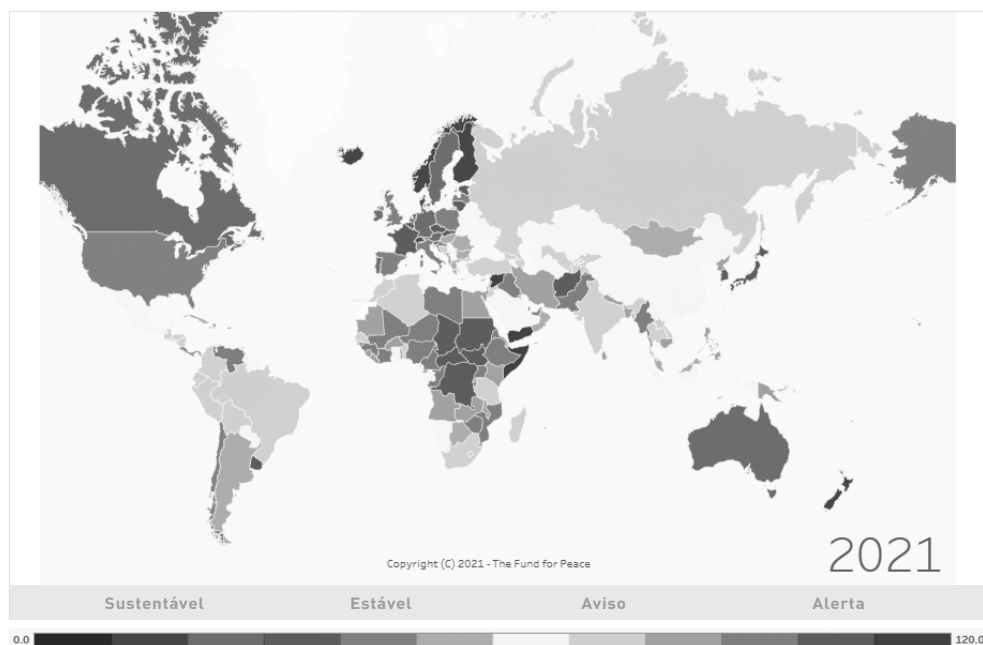 Copyright (C) 2021 - The Fund for Peace
2021
Sustentável Estável Aviso Alerta
0.0 120.0